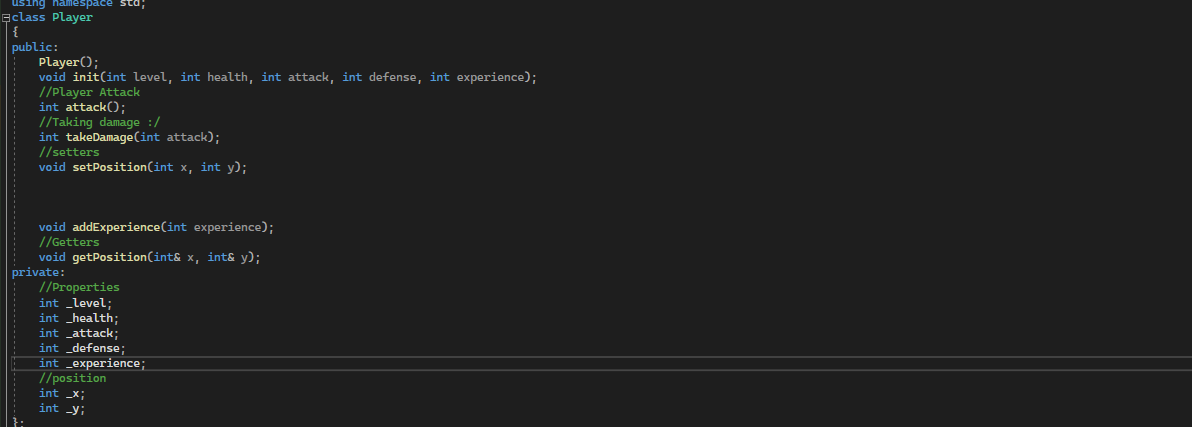 using namespace std;
class Player
{
public:
    Player();
    void init(int level, int health, int attack, int defense, int experience);
    //Player Attack
    int attack();
    //Taking damage :/
    int takeDamage(int attack);
    //setters
    void setPosition(int x, int y);
    void addExperience(int experience);
    //Getters
    void getPosition(int& x, int& y);
private:
    //Properties
    int _level;
    int _health;
    int _attack;
    int _defense;
    int _experience;
    //position
    int _x;
    int _y;
};